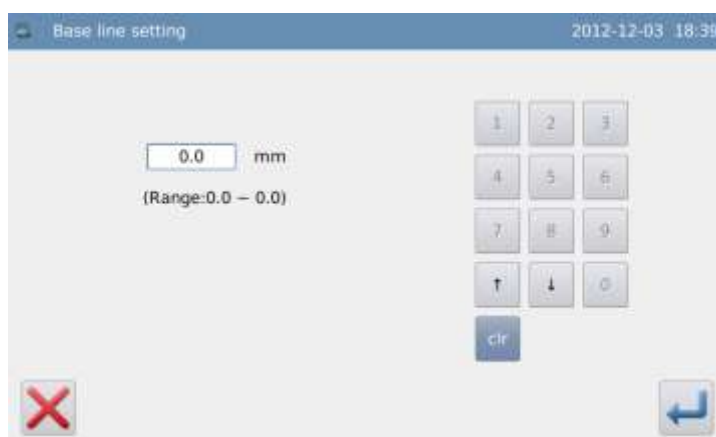 Base line setting 2012-12-03 18:39
0.0 mm
(Range:0.0 − 0.0)
1 2 3
4 5 6
7 8 9
↑ ↓ 0
clr